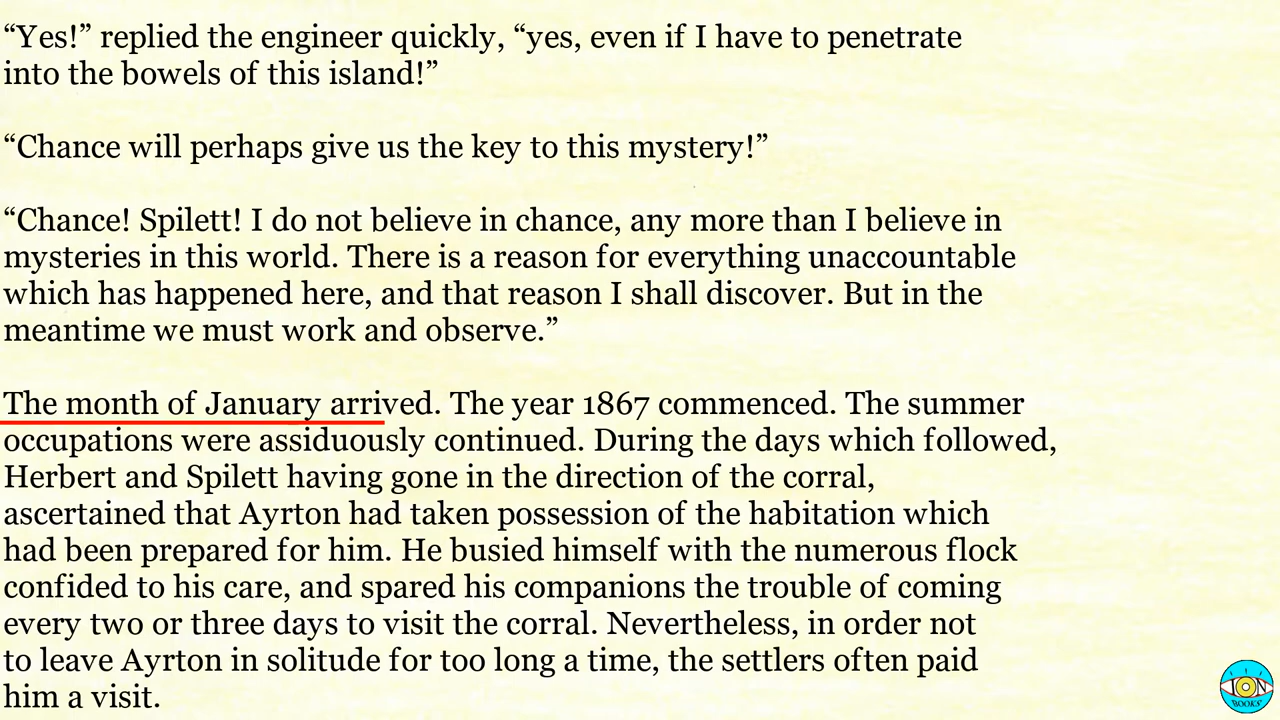 “Yes!” replied the engineer quickly, “yes, even if I have to penetrate
into the bowels of this island!”
“Chance will perhaps give us the key to this mystery!”
“Chance! Spilett! I do not believe in chance, any more than I believe in
mysteries in this world. There is a reason for everything unaccountable
which has happened here, and that reason I shall discover. But in the
meantime we must work and observe.”
The month of January arrived. The year 1867 commenced. The summer
occupations were assiduously continued. During the days which followed,
Herbert and Spilett having gone in the direction of the corral,
ascertained that Ayrton had taken possession of the habitation which
had been prepared for him. He busied himself with the numerous flock
confided to his care, and spared his companions the trouble of coming
every two or three days to visit the corral. Nevertheless, in order not
to leave Ayrton in solitude for too long a time, the settlers often paid
him a visit.
ION
BOOKS